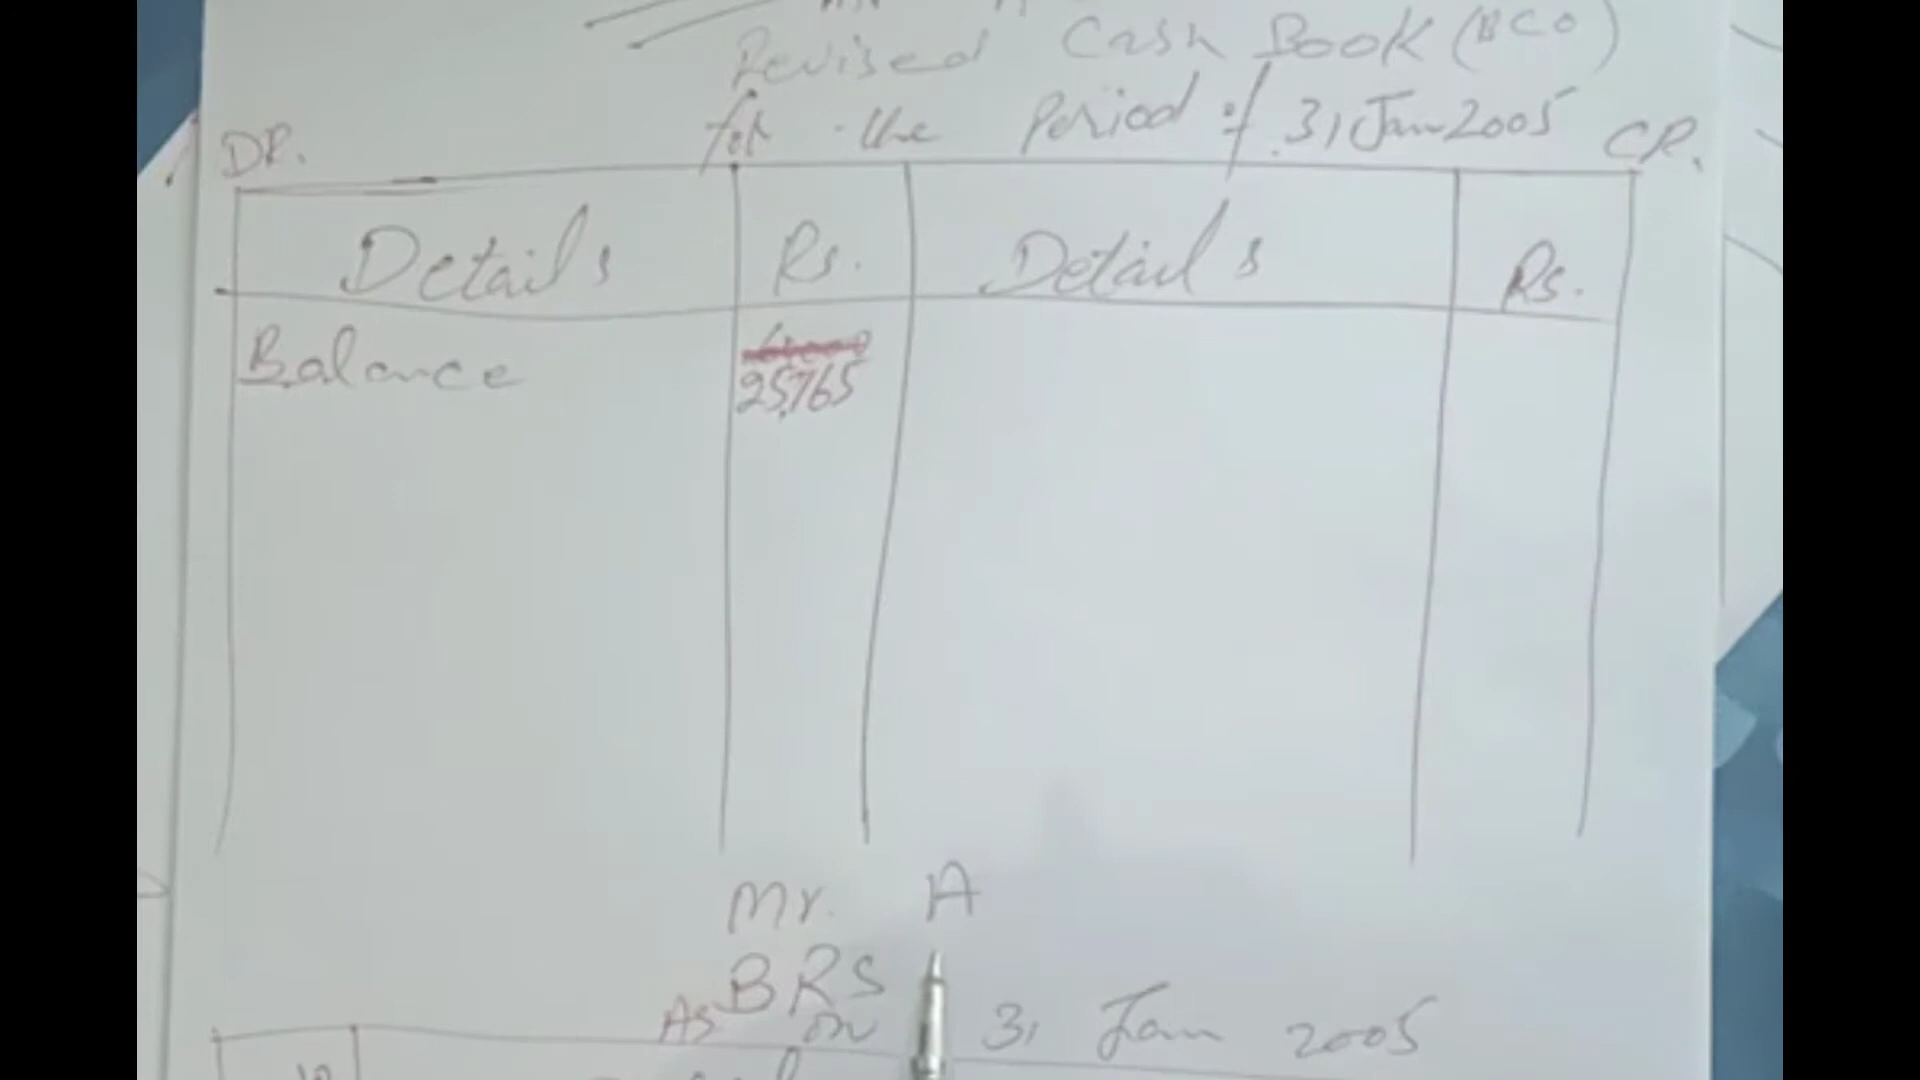 Revised Cash Book (BCO)
for the Period of 31 Jan 2005
DR. CR.
Details Rs. Details Rs.
Balance
25,765
Mr. A
BRS
As on 31 Jan 2005